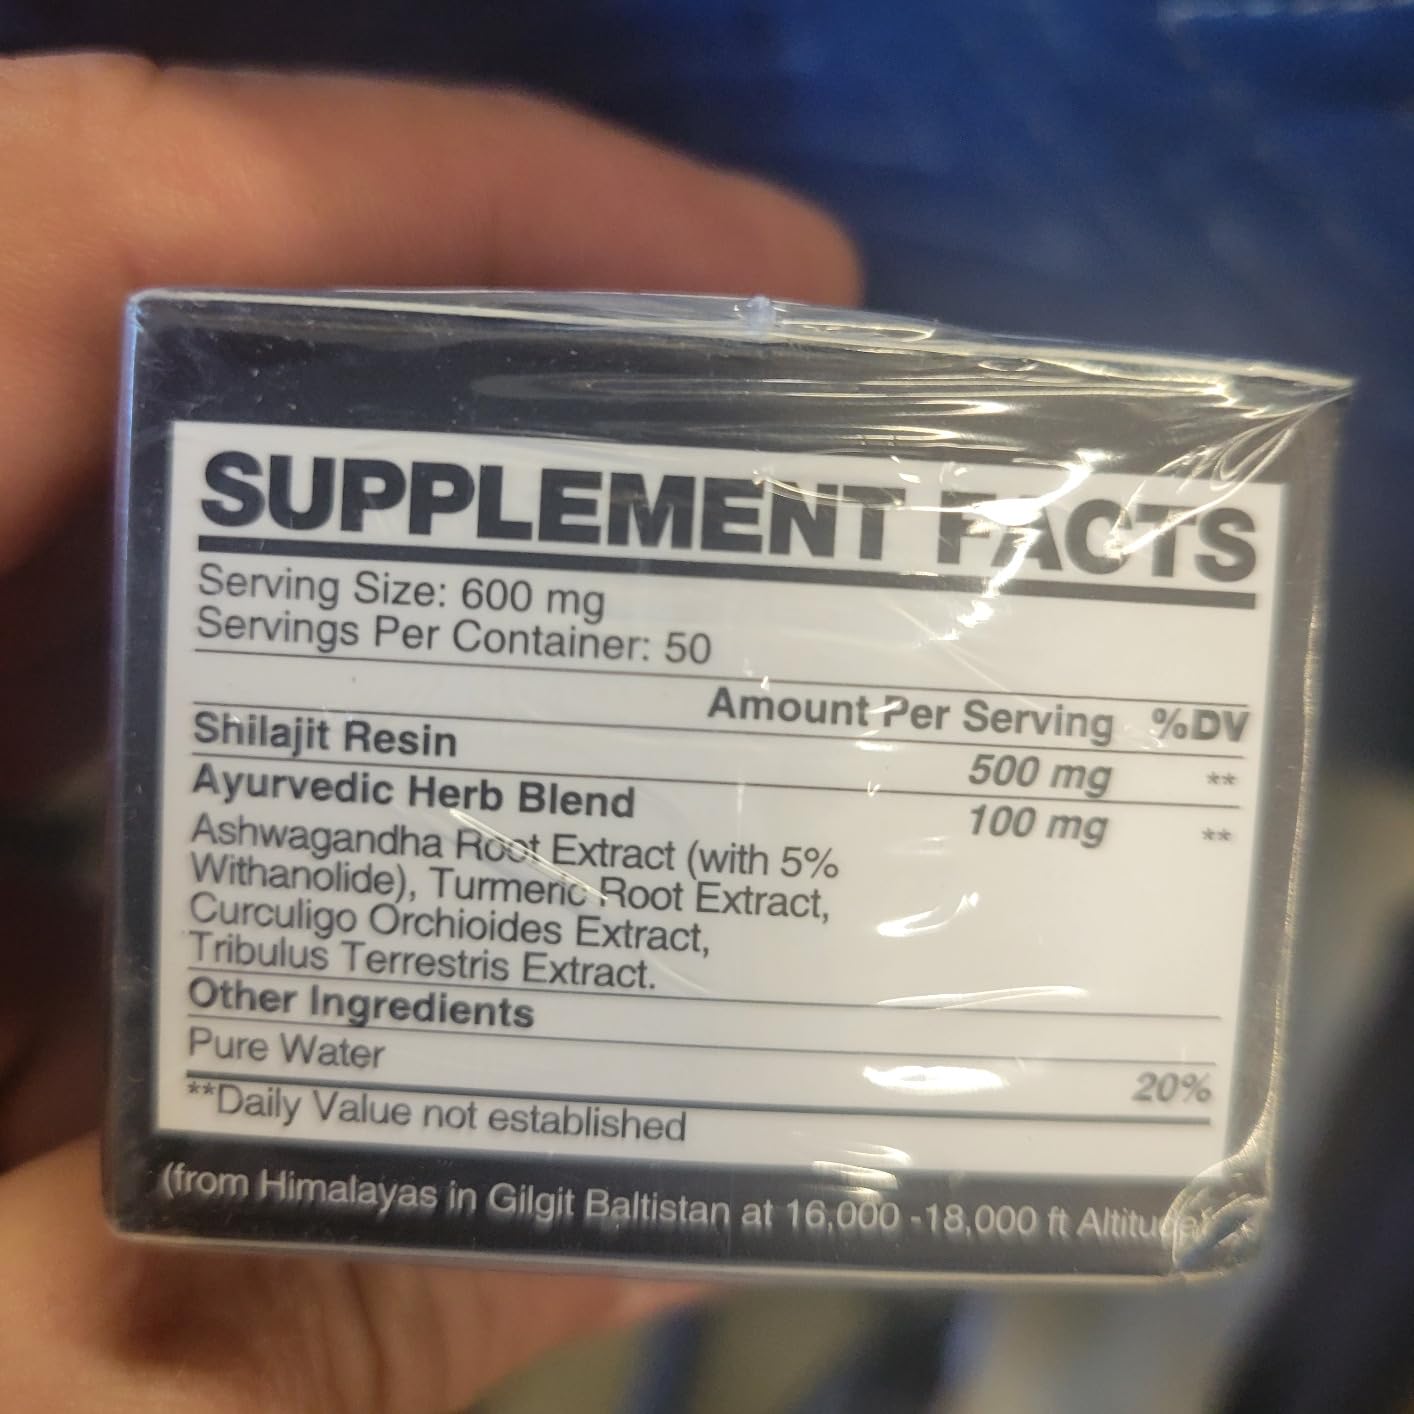 SUPPLEMENT FACTS
Serving Size: 600 mg
Servings Per Container: 50
Amount Per Serving %DV
Shilajit Resin 500 mg **
Ayurvedic Herb Blend 100 mg **
Ashwagandha Root Extract (with 5%
Withanolide), Turmeric Root Extract,
Curculigo Orchioides Extract,
Tribulus Terrestris Extract.
Other Ingredients
Pure Water 20%
**Daily Value not established
(from Himalayas in Gilgit Baltistan at 16,000 -18,000 ft Altitude)